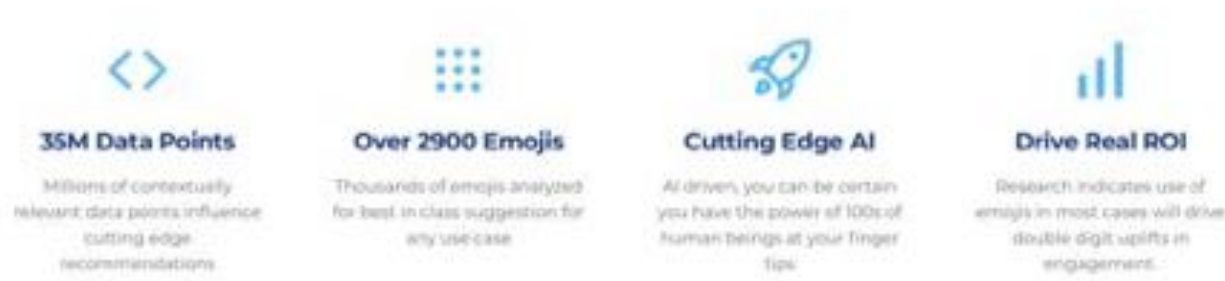 35M Data Points
Millions of contextually
relevant data points influence
cutting edge
recommendations
Over 2900 Emojis
Thousands of emojis analyzed
for best in class suggestion for
any use case
Cutting Edge AI
AI driven, you can be certain
you have the power of 100s of
human beings at your finger
tips
Drive Real ROI
Research indicates use of
emojis in most cases will drive
double digit uplifts in
engagement.